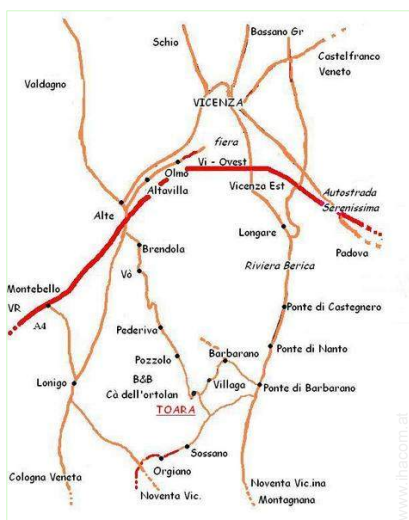 Bassano Gr
Schio
Castelfranco
Veneto
Valdagno
VICENZA
fiera
Olmo
Vi - Ovest
Altavilla
Vicenza Est
Autostrada
Serenissima
Alte
Longare
Brendola
Padova
Vò
Riviera Berica
Montebello
VR
A4
Ponte di Castegnero
Pederiva
Ponte di Nanto
Barbarano
Pozzolo
B&B
Cà dell'ortolan
Villaga
Ponte di Barbarano
Lonigo
TOARA
Sossano
Orgiano
Cologna Veneta
Noventa Vic.
Noventa Vic.ina
Montagnana
www.ihacom.at